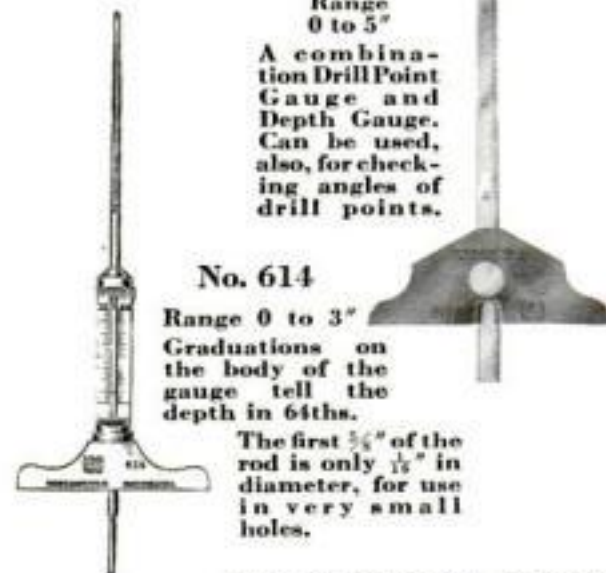 Range
0 to 5"
A combina-
tion Drill Point
Gauge and
Depth Gauge.
Can be used,
also, for check-
ing angles of
drill points.
No. 614
Range 0 to 3"
Graduations on
the body of the
gauge tell the
depth in 64ths.
The first " of the
rod is only 1/16" in
diameter, for use
in very small
holes.
614